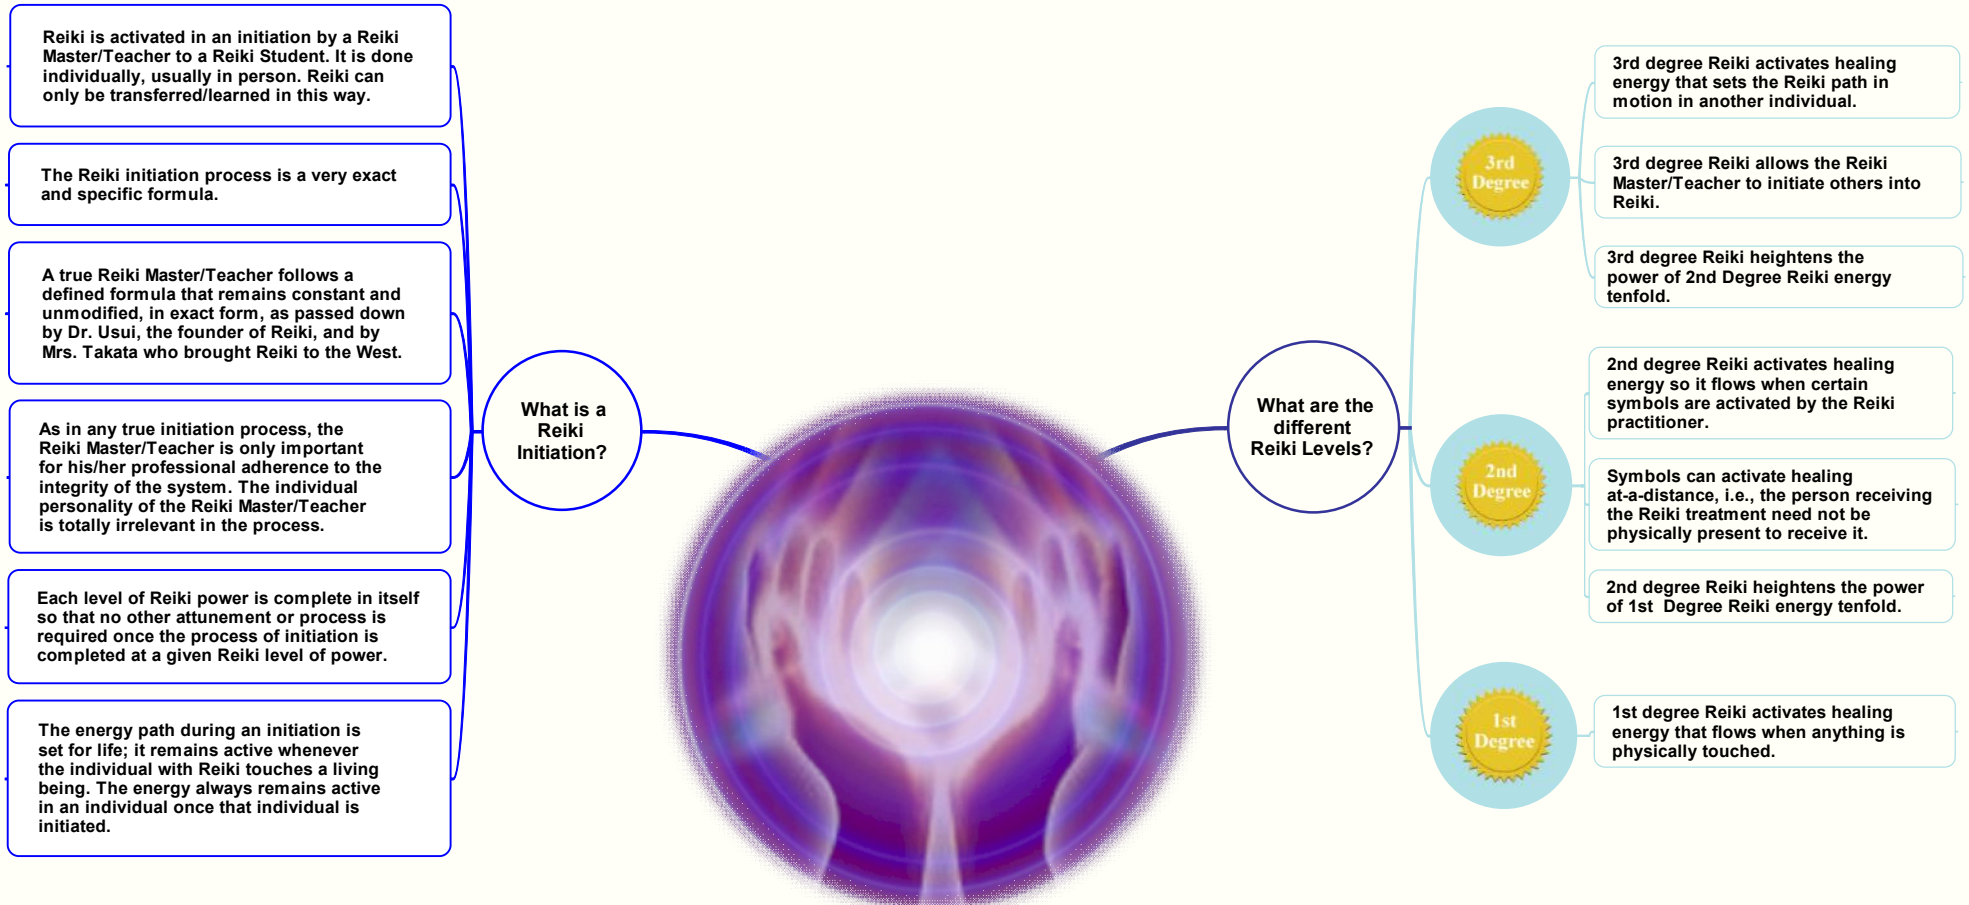 Reiki is activated in an initiation by a Reiki
Master/Teacher to a Reiki Student. It is done
individually, usually in person. Reiki can
only be transferred/learned in this way.
The Reiki initiation process is a very exact
and specific formula.
A true Reiki Master/Teacher follows a
defined formula that remains constant and
unmodified, in exact form, as passed down
by Dr. Usui, the founder of Reiki, and by
Mrs. Takata who brought Reiki to the West.
As in any true initiation process, the
Reiki Master/Teacher is only important
for his/her professional adherence to the
integrity of the system. The individual
personality of the Reiki Master/Teacher
is totally irrelevant in the process.
Each level of Reiki power is complete in itself
so that no other attunement or process is
required once the process of initiation is
completed at a given Reiki level of power.
The energy path during an initiation is
set for life; it remains active whenever
the individual with Reiki touches a living
being. The energy always remains active
in an individual once that individual is
initiated.
What is a
Reiki
Initiation?
What are the
different
Reiki Levels?
3rd
Degree
3rd degree Reiki activates healing
energy that sets the Reiki path in
motion in another individual.
3rd degree Reiki allows the Reiki
Master/Teacher to initiate others into
Reiki.
3rd degree Reiki heightens the
power of 2nd Degree Reiki energy
tenfold.
2nd
Degree
2nd degree Reiki activates healing
energy so it flows when certain
symbols are activated by the Reiki
practitioner.
Symbols can activate healing
at-a-distance, i.e., the person receiving
the Reiki treatment need not be
physically present to receive it.
2nd degree Reiki heightens the power
of 1st  Degree Reiki energy tenfold.
1st
Degree
1st degree Reiki activates healing
energy that flows when anything is
physically touched.